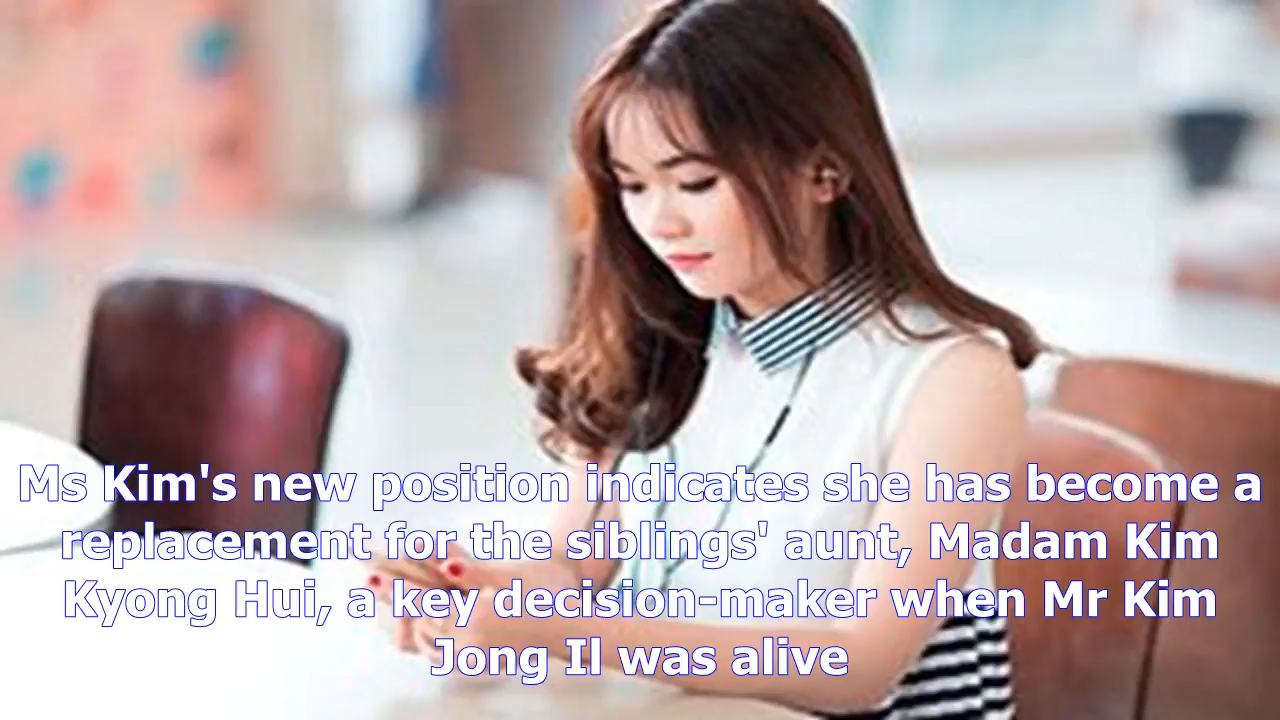 Ms Kim's new position indicates she has become a
replacement for the siblings' aunt, Madam Kim
Kyong Hui, a key decision-maker when Mr Kim
Jong Il was alive